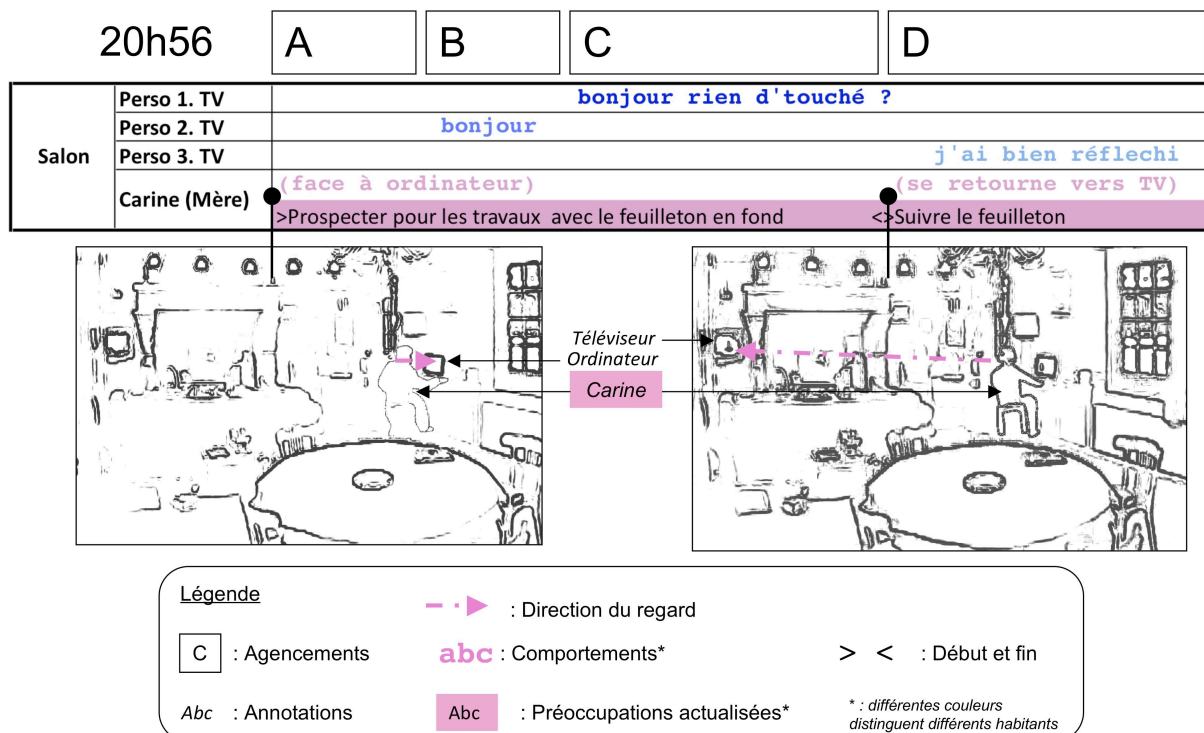 20h56 A B C D
Salon
Perso 1. TV bonjour rien d'touché ?
Perso 2. TV bonjour
Perso 3. TV j'ai bien réflechi
Carine (Mère) (face à ordinateur) (se retourne vers TV)
>Prospecter pour les travaux avec le feuilleton en fond <>Suivre le feuilleton
Téléviseur
Ordinateur
Carine
Légende
: Direction du regard
C : Agencements
abc : Comportements*
> < : Début et fin
Abc : Annotations
Abc : Préoccupations actualisées*
* : différentes couleurs
distinguent différents habitants